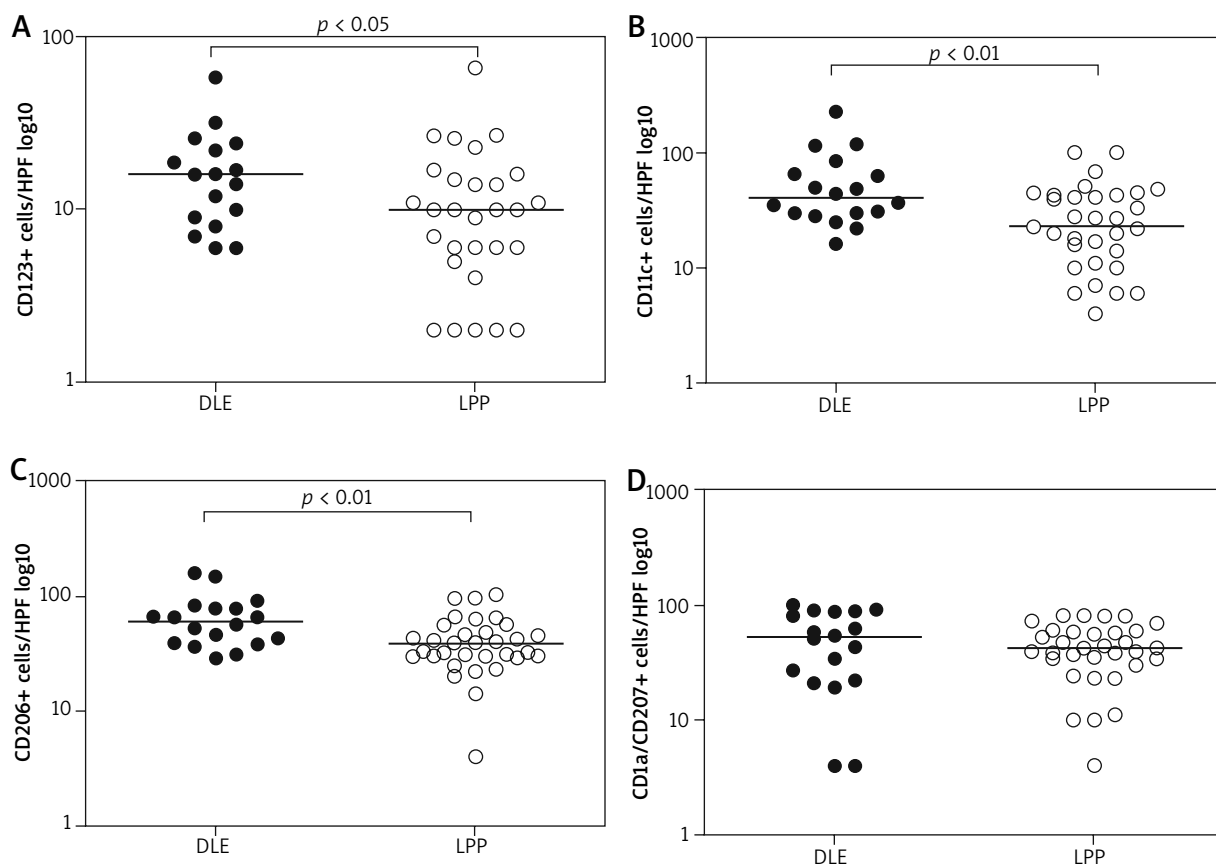 A
CD123+ cells/HPF log10
100
10
1
p < 0.05
DLE
LPP
B
CD11c+ cells/HPF log10
1000
100
10
1
p < 0.01
DLE
LPP
C
CD206+ cells/HPF log10
1000
100
10
1
p < 0.01
DLE
LPP
D
CD1a/CD207+ cells/HPF log10
1000
100
10
1
DLE
LPP